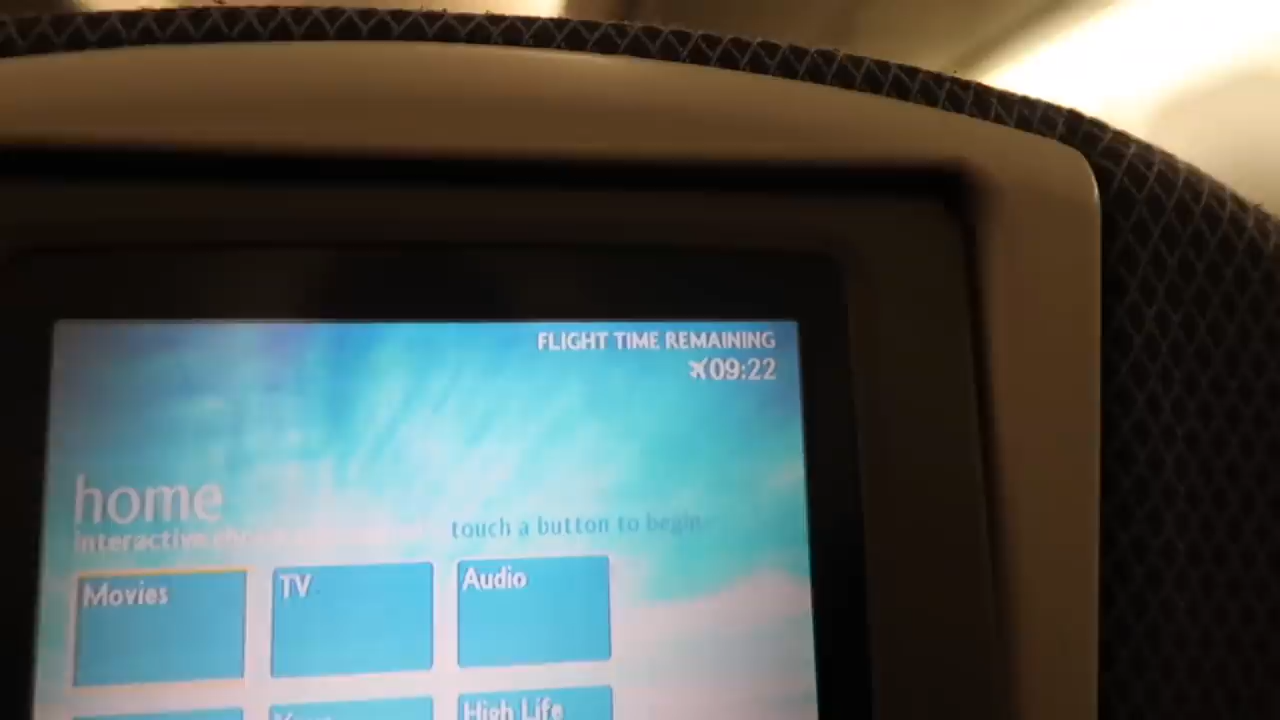 FLIGHT TIME REMAINING
09:22
home
interactive
touch a button to begin
Movies
TV
Audio
High Life